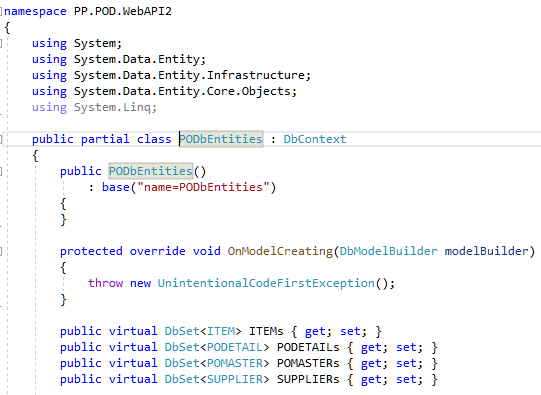 namespace PP.POD.WebAPI2
{
    using System;
    using System.Data.Entity;
    using System.Data.Entity.Infrastructure;
    using System.Data.Entity.Core.Objects;
    using System.Linq;

    public partial class PODbEntities : DbContext
    {
        public PODbEntities()
            : base("name=PODbEntities")
        {
        }

        protected override void OnModelCreating(DbModelBuilder modelBuilder)
        {
            throw new UnintentionalCodeFirstException();
        }

        public virtual DbSet<ITEM> ITEMs { get; set; }
        public virtual DbSet<PODETAIL> PODETAILs { get; set; }
        public virtual DbSet<POMASTER> POMASTERs { get; set; }
        public virtual DbSet<SUPPLIER> SUPPLIERs { get; set; }